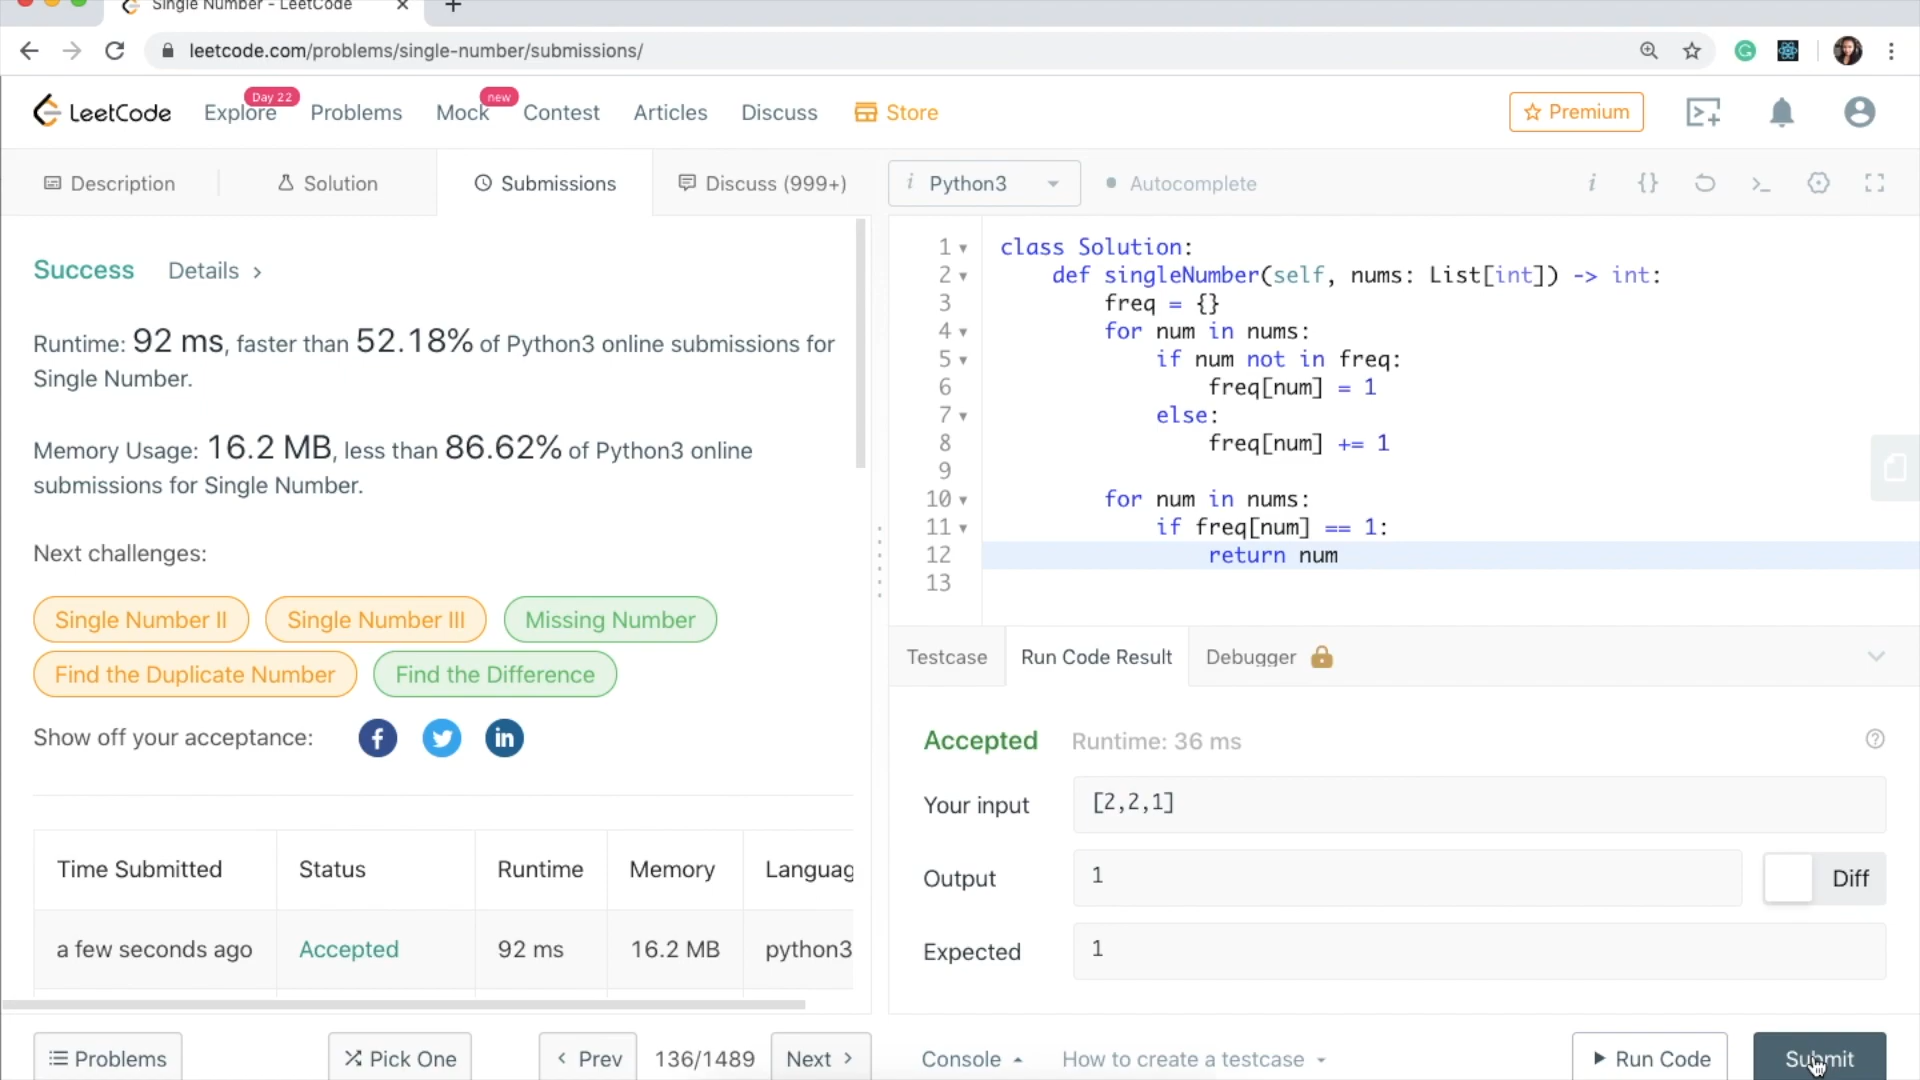 Single Number - LeetCode
leetcode.com/problems/single-number/submissions/
LeetCode Explore Day 22 Problems Mock new Contest Articles Discuss Store Premium
Description Solution Submissions Discuss (999+)
Python3 Autocomplete
Success Details >
Runtime: 92 ms, faster than 52.18% of Python3 online submissions for
Single Number.
Memory Usage: 16.2 MB, less than 86.62% of Python3 online
submissions for Single Number.
Next challenges:
Single Number II Single Number III Missing Number
Find the Duplicate Number Find the Difference
Show off your acceptance:
Time Submitted Status Runtime Memory Languag
a few seconds ago Accepted 92 ms 16.2 MB python3
1 class Solution:
2 def singleNumber(self, nums: List[int]) -> int:
3 freq = {}
4 for num in nums:
5 if num not in freq:
6 freq[num] = 1
7 else:
8 freq[num] += 1
9
10 for num in nums:
11 if freq[num] == 1:
12 return num
13
Testcase Run Code Result Debugger
Accepted Runtime: 36 ms
Your input [2,2,1]
Output 1 Diff
Expected 1
Problems Pick One < Prev 136/1489 Next >
Console How to create a testcase Run Code Submit